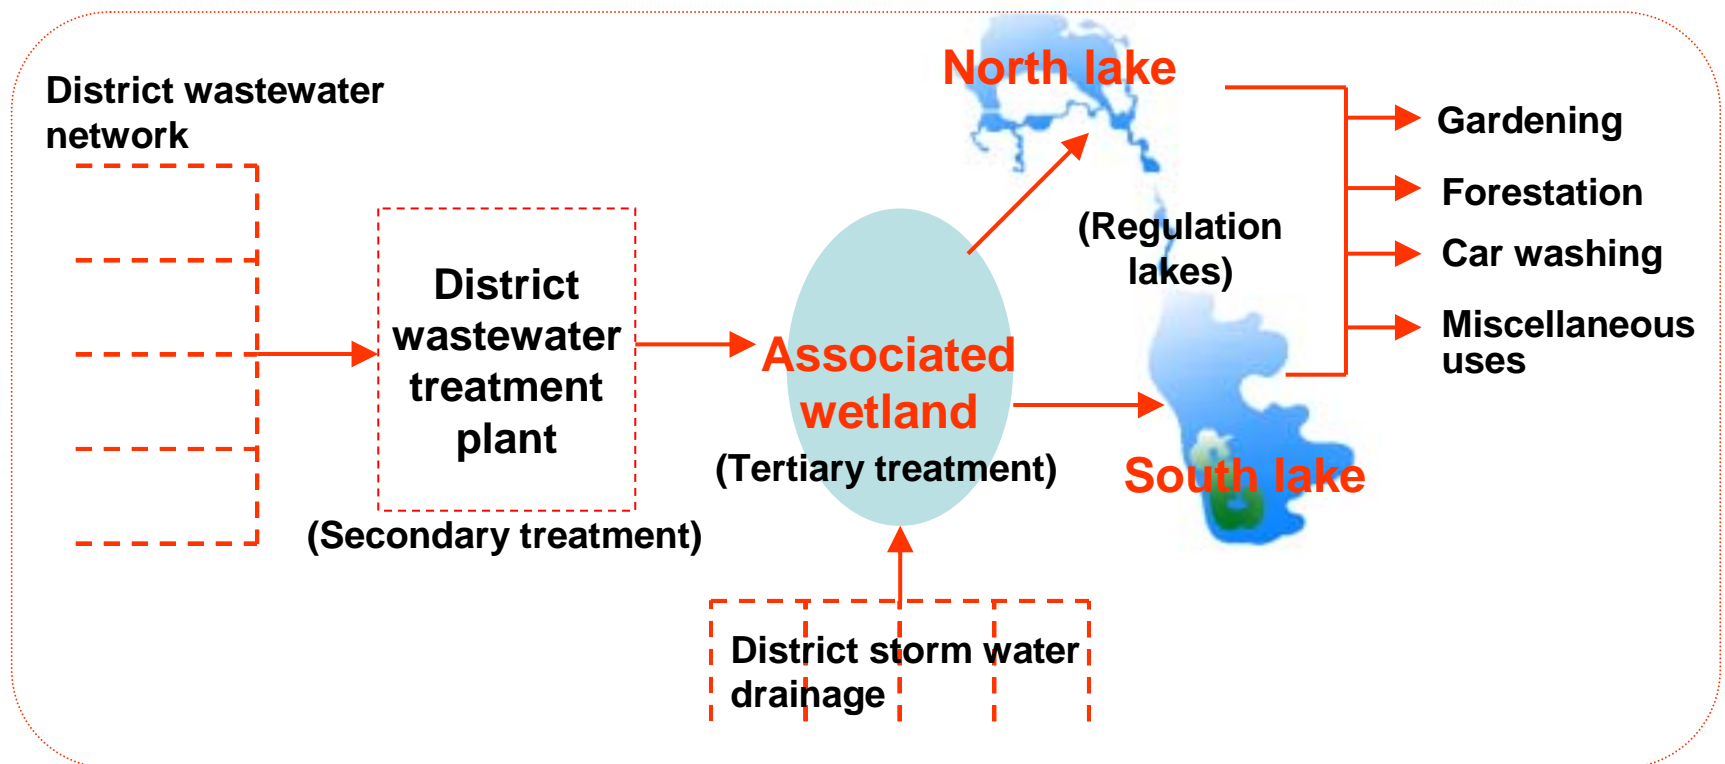 District wastewater
network
District
wastewater
treatment
plant
(Secondary treatment)
Associated
wetland
(Tertiary treatment)
District storm water
drainage
North lake
(Regulation
lakes)
South lake
Gardening
Forestation
Car washing
Miscellaneous
uses